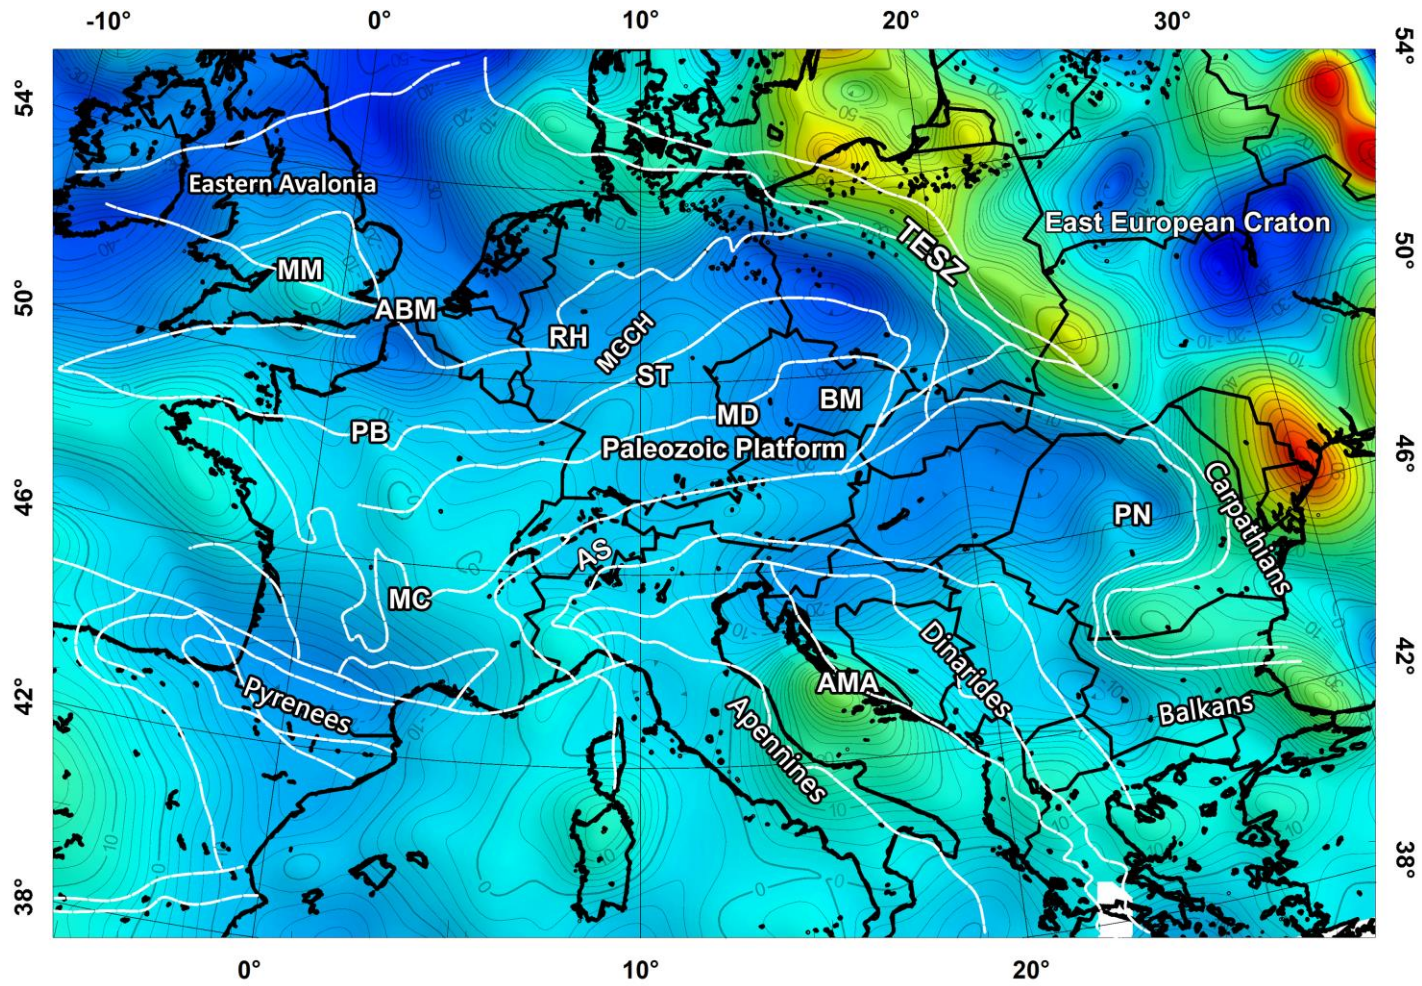 -10° 0° 10° 20° 30°
54° 54°
Eastern Avalonia
East European Craton
TESZ
50° 50°
MM
ABM
RH
MGCH
ST
MD
BM
PB
Paleozoic Platform
46° 46°
Carpathians
PN
AS
MC
Dinarides
42° 42°
Pyrenees
AMA
Apennines
Balkans
38° 38°
0° 10° 20°